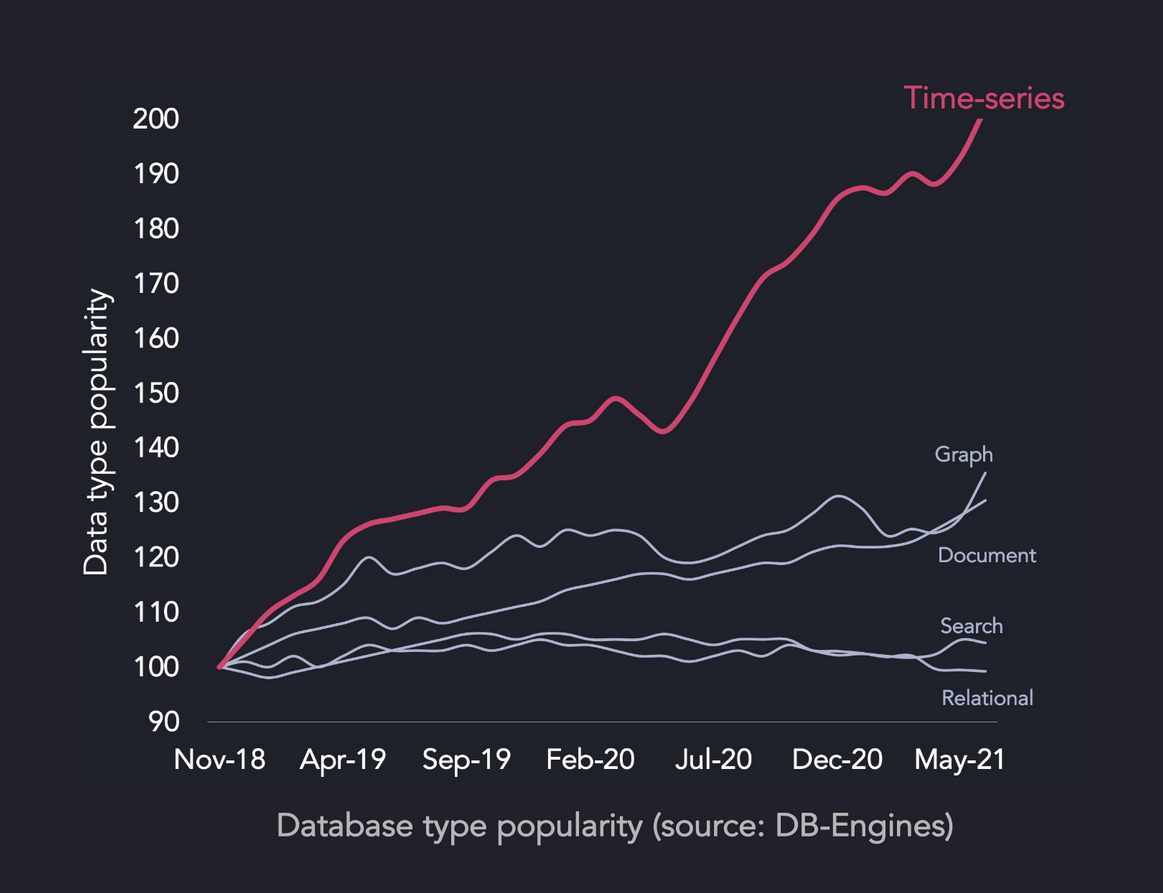 Time-series
200
190
180
170
160
150
140
130
120
110
100
90
Data type popularity
Graph
Document
Search
Relational
Nov-18 Apr-19 Sep-19 Feb-20 Jul-20 Dec-20 May-21
Database type popularity (source: DB-Engines)